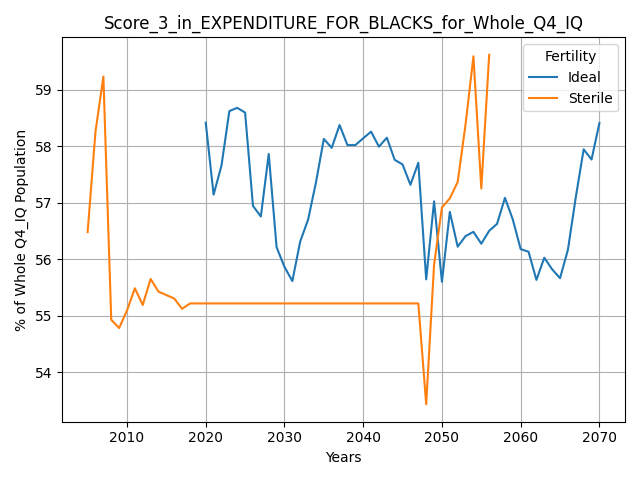 Score_3_in_EXPENDITURE_FOR_BLACKS_for_Whole_Q4_IQ
Fertility
Ideal
Sterile
% of Whole Q4_IQ Population
59
58
57
56
55
54
2010
2020
2030
2040
2050
2060
2070
Years